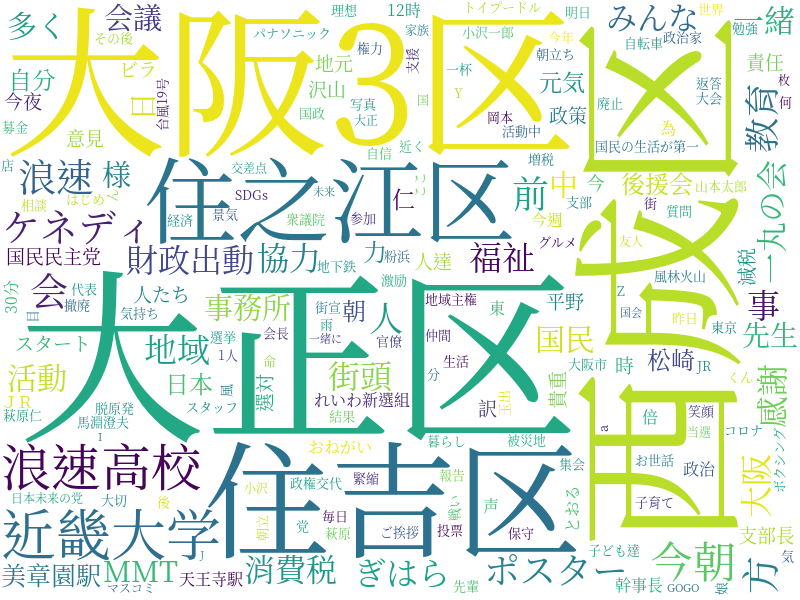 多く
会議
その後
ビラ
自分
今夜
日
台風19号
募金
意見
店
浪速
様
相談
はじめ
大阪3区
理想
パナソニック
権力
12時
家族
支援
トイプードル
小沢一郎
朝立ち
地元
沢山
国政
写真
大正
一杯
Y
国
元気
政策
岡本
活動中
みんな
自転車
明日
政治家
世界
勉強
一緒
責任
返答
大会
枚
何
廃止
為
教育
国民の生活が第一
西成区
ケネディ
国民民主党
住之江区
交差点
SDGs
未来
自信
近く
経済
景気
衆議院
参加
仁
ここ
財政出動
地下鉄
粉浜
激励
協力
力
前
中
増税
支部
今
今週
グルメ
後援会
山本太郎
街
質問
友人
減税
一九の会
福祉
人達
風林火山
事
先生
会
30分
代表
撤廃
人たち
気持ち
事務所
朝
街宣
雨
一緒に
人
官僚
地域主権
仲間
東
平野
Z
国会
昨日
東京
国民
大正区
スタート
地域
選挙
会長
1人
命
風
日本
スタッフ
選対
街頭
結果
れいわ新選組
生活
分
玉出
訳
貴重
時
大阪市
松崎
JR
くん
感謝
活動
JR
萩原仁
脱原発
馬淵澄夫
I
おねがい
暮らし
被災地
倍
a
笑顔
当選
コロナ
ボクシング
浪速高校
住吉区
緊縮
小沢
政権交代
報告
集会
戦い
とおる
お世話
政治
大阪
子育て
日本未来の党
大切
後
近畿大学
J
朝立
党
毎日
萩原
ご挨拶
投票
声
保守
子ども達
支部長
今朝
方
気
美章園駅
MMT
マスコミ
天王寺駅
消費税
ぎはら
先輩
ポスター
幹事長
GOGO
娘